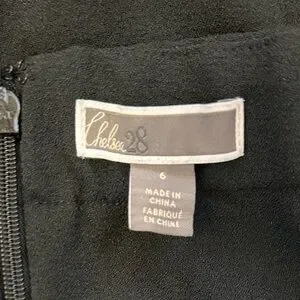 Chelsea28
6
MADE IN
CHINA
FABRIQUÉ
EN CHINE